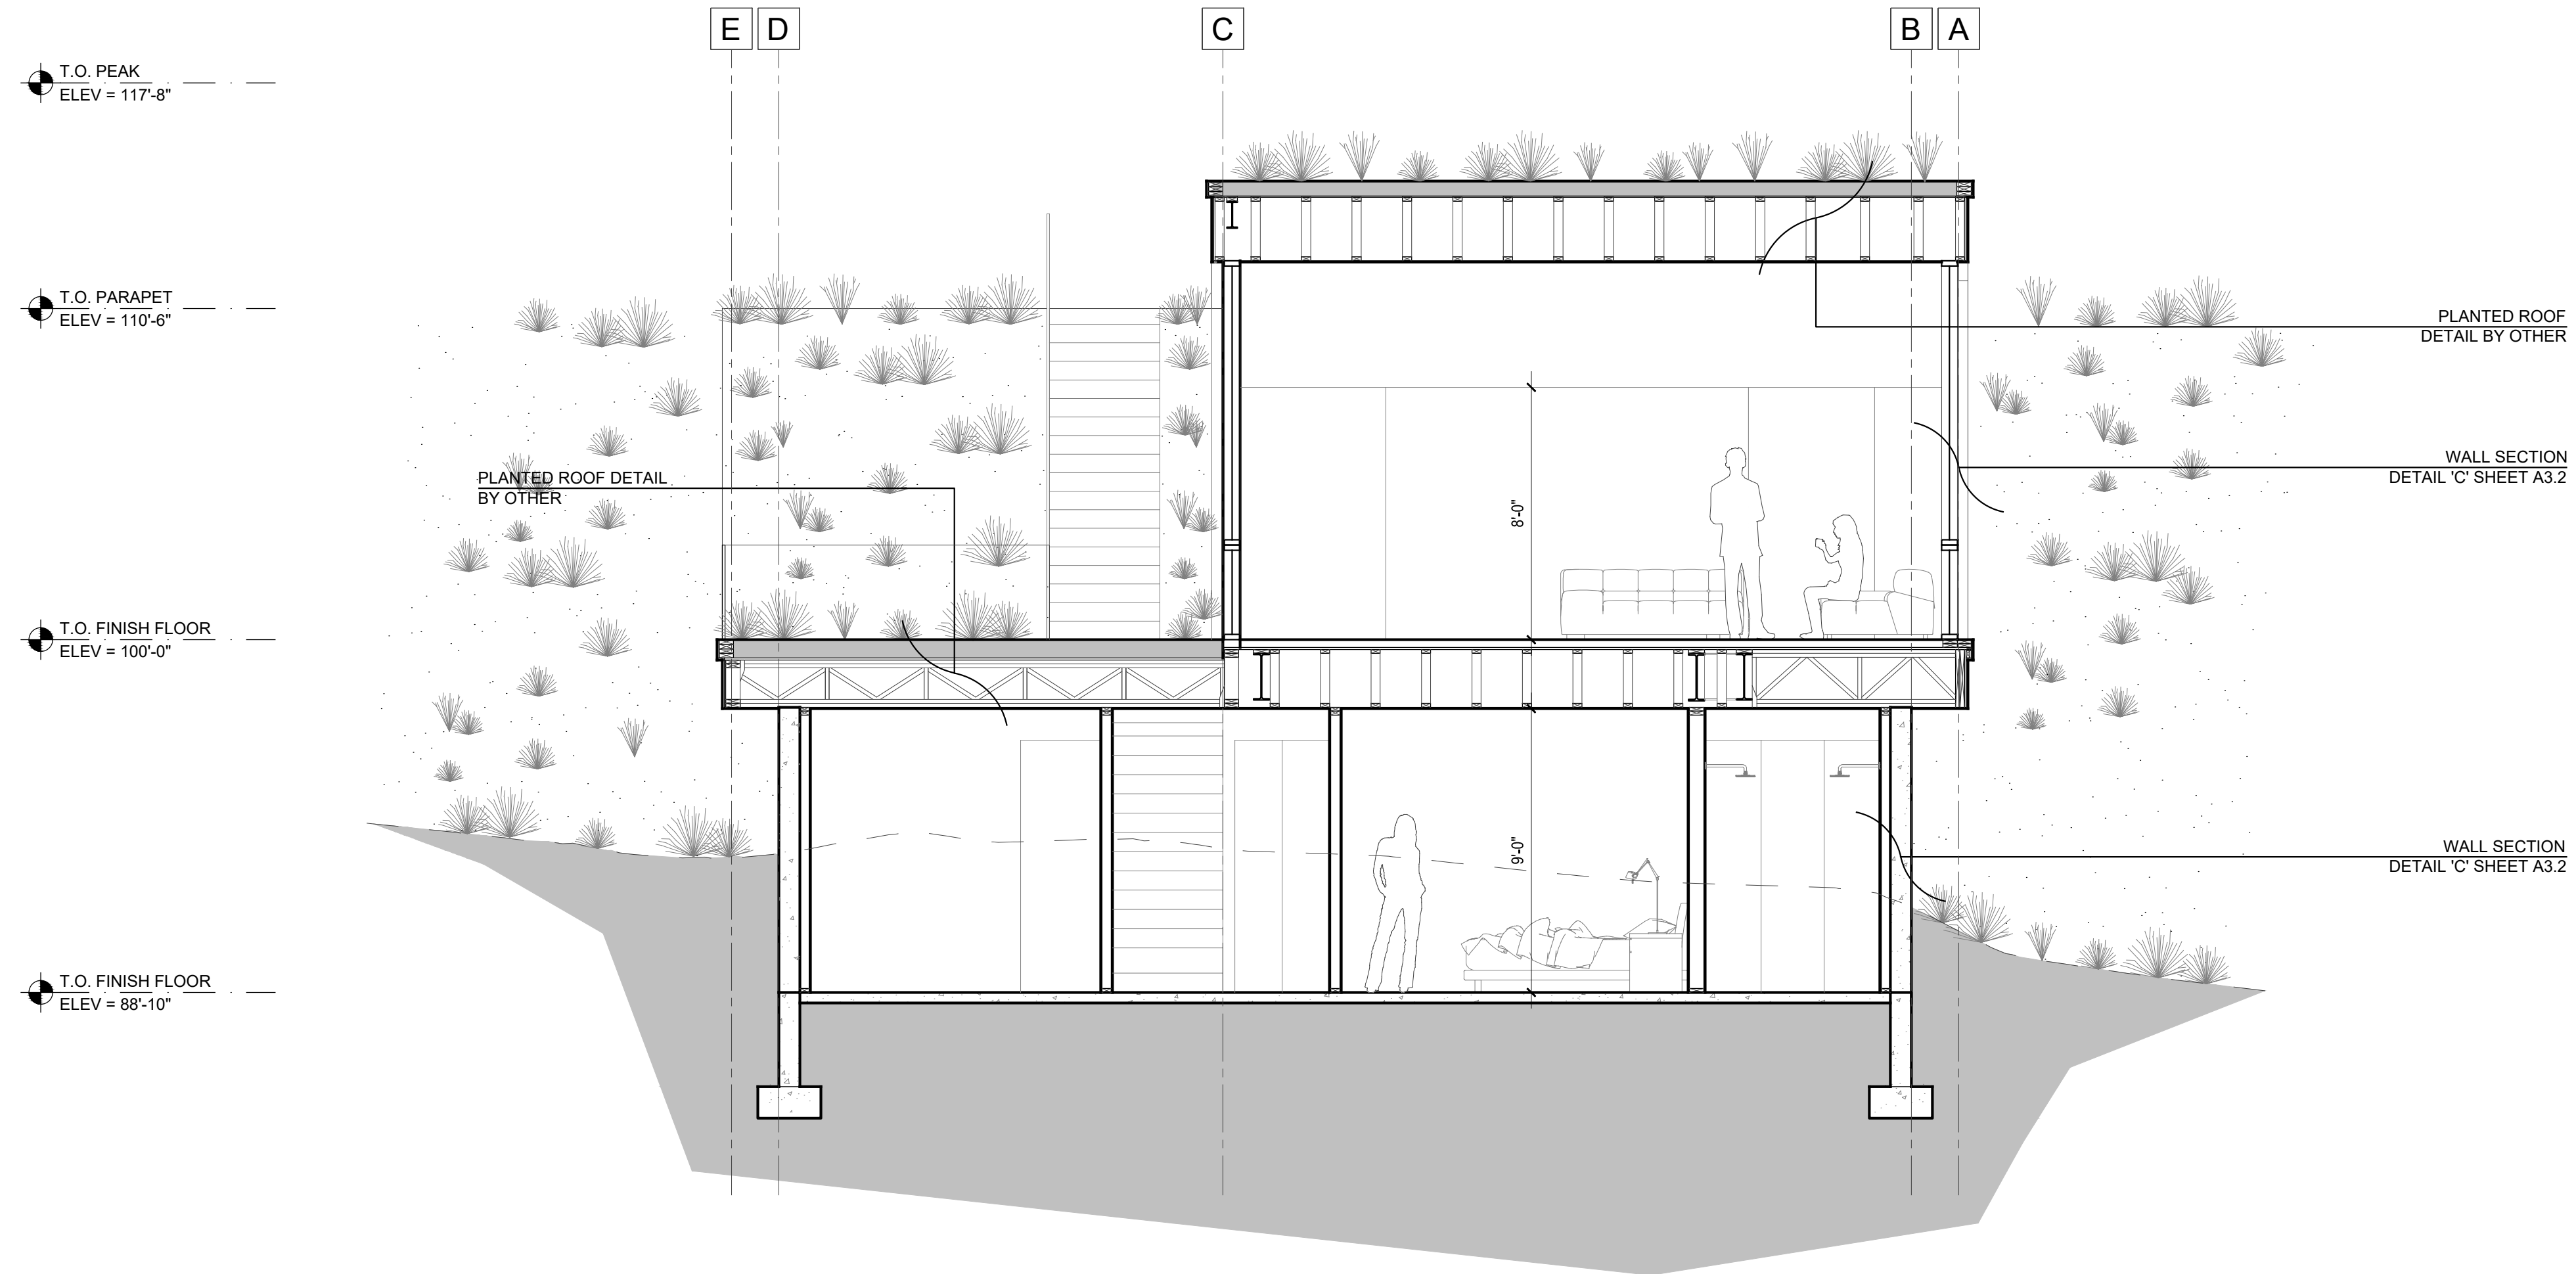 E D C B A
T.O. PEAK
ELEV = 117'-8"
T.O. PARAPET
ELEV = 110'-6"
PLANTED ROOF
DETAIL BY OTHER
WALL SECTION
DETAIL 'C' SHEET A3.2
PLANTED ROOF DETAIL
BY OTHER
8'-0"
T.O. FINISH FLOOR
ELEV = 100'-0"
9'-0"
WALL SECTION
DETAIL 'C' SHEET A3.2
T.O. FINISH FLOOR
ELEV = 88'-10"